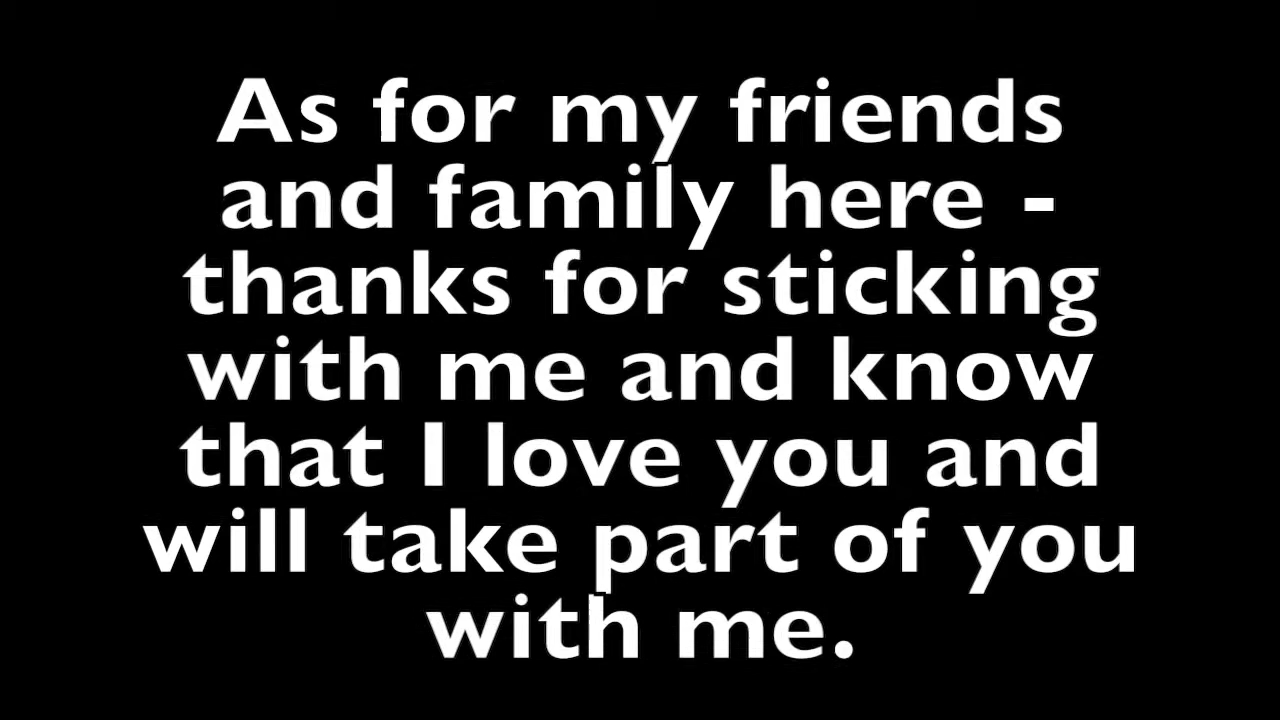 As for my friends
and family here -
thanks for sticking
with me and know
that I love you and
will take part of you
with me.